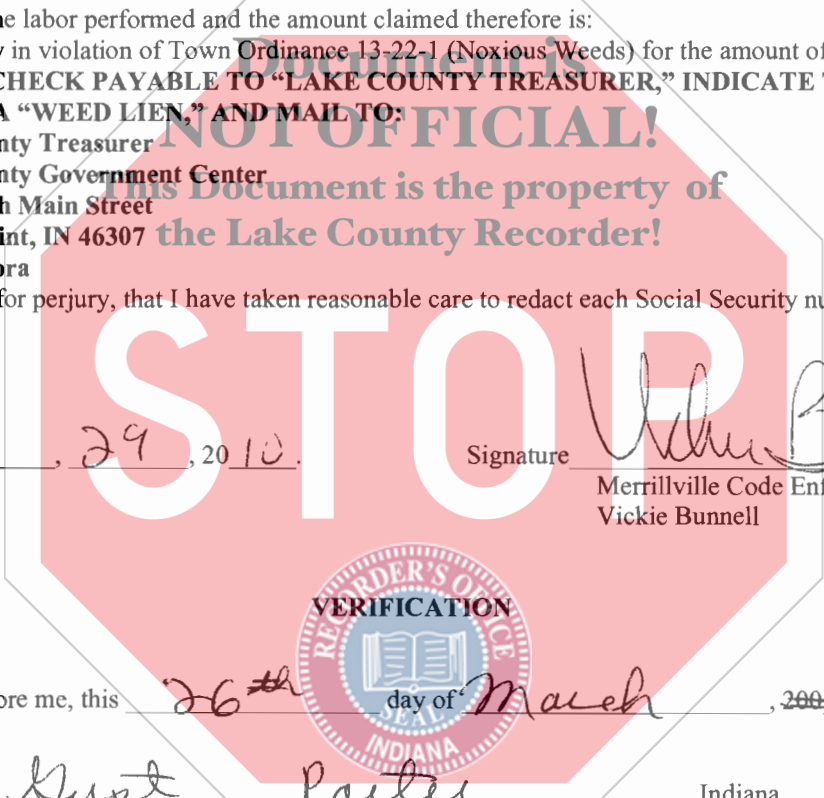 e labor performed and the amount claimed therefore is:
y in violation of Town Ordinance 13-22-1 (Noxious Weeds) for the amount of
Document is
CHECK PAYABLE TO “LAKE COUNTY TREASURER,” INDICATE
A “WEED LIEN,” AND MAIL TO:
NOT OFFICIAL!
nty Treasurer
nty Government Center
This Document is the property of
h Main Street
int, IN 46307
the Lake County Recorder!
ora
for perjury, that I have taken reasonable care to redact each Social Security nu
STOP
, 29, 2010. Signature
Merrillville Code Enf
Vickie Bunnell
RECORDER'S OFFICE
VERIFICATION
ore me, this 26th day of March, 200
SEAL
INDIANA
Indiana